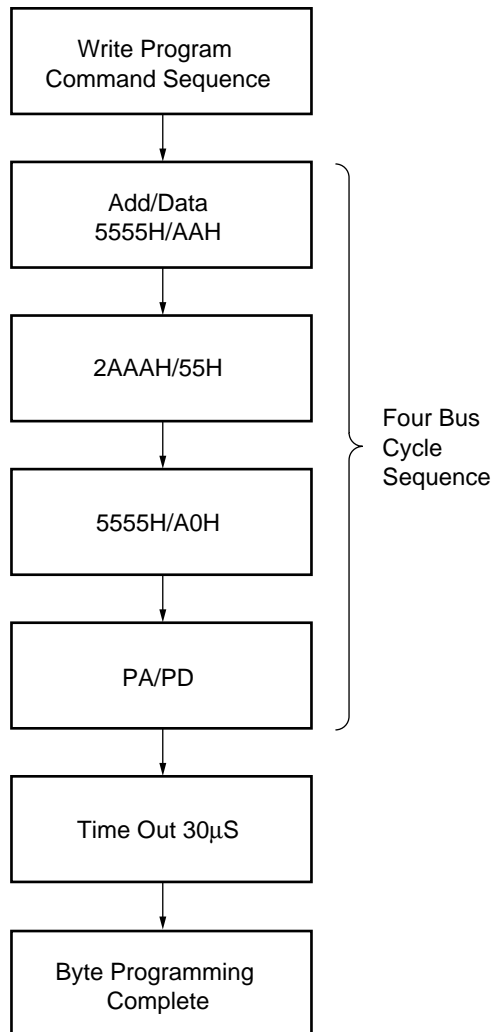 Write Program
Command Sequence
Add/Data
5555H/AAH
2AAAH/55H
5555H/A0H
PA/PD
Four Bus
Cycle
Sequence
Time Out 30μS
Byte Programming
Complete